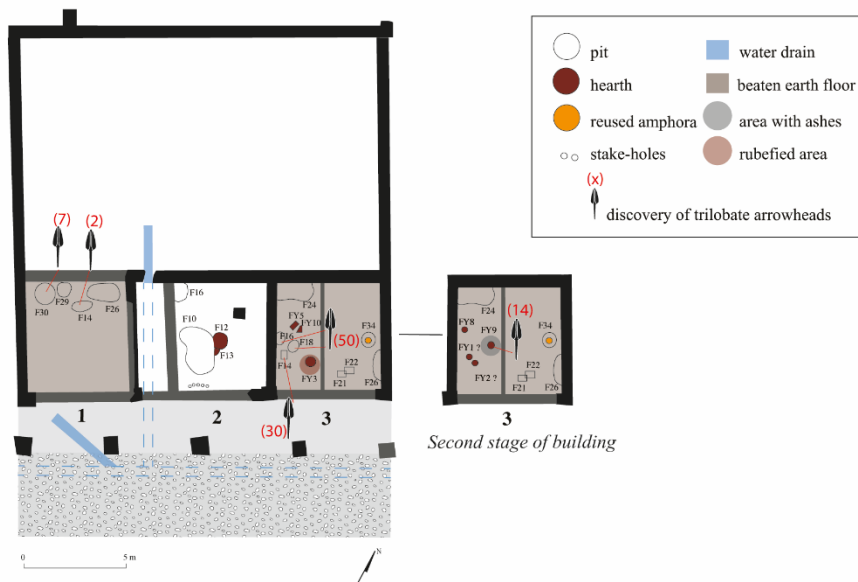 pit
hearth
reused amphora
stake-holes
(x)
discovery of trilobate arrowheads
water drain
beaten earth floor
area with ashes
rubefied area
(7)
(2)
F30
F29
F14
F26
F16
F10
F12
F13
F24
FY5
FY10
F16
F18
F14
FY3
F34
F22
F21
F26
(50)
(30)
1
2
3
F24
FY8
FY9
FY1 ?
FY2 ?
(14)
F34
F22
F21
F26
3
Second stage of building
0
5 m
N